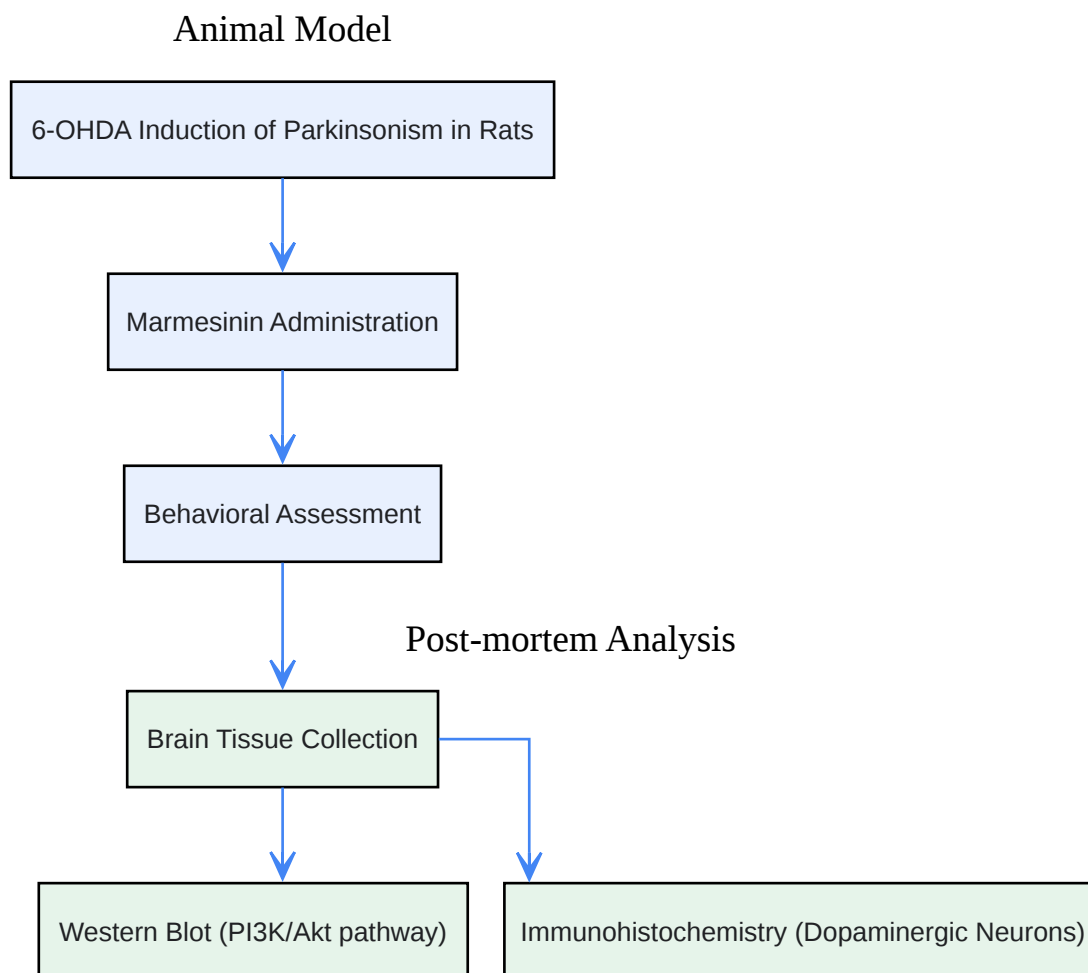 Animal Model
6-OHDA Induction of Parkinsonism in Rats
Marmesinin Administration
Behavioral Assessment
Post-mortem Analysis
Brain Tissue Collection
Western Blot (PI3K/Akt pathway)
Immunohistochemistry (Dopaminergic Neurons)